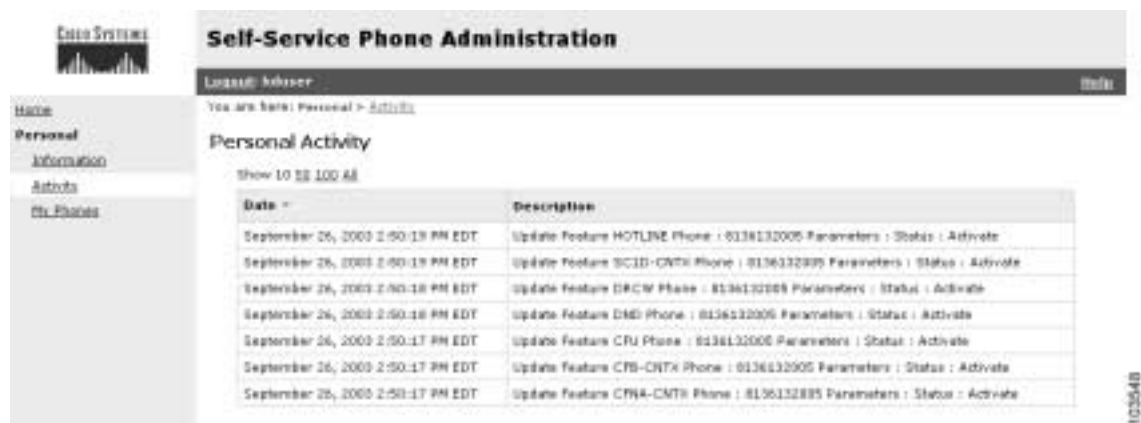 CISCO SYSTEMS
Self-Service Phone Administration
Logout: hduser
Help
You are here: Personal > Activity
Home
Personal
Information
Activity
My Phones
Personal Activity
Show 10 50 100 All
Date
Description
September 26, 2003 2:50:19 PM EDT Update Feature HOTLINE Phone : 8136132005 Parameters : Status : Activate
September 26, 2003 2:50:19 PM EDT Update Feature SC1D-CNTX Phone : 8136132005 Parameters : Status : Activate
September 26, 2003 2:50:18 PM EDT Update Feature DRCW Phone : 8136132005 Parameters : Status : Activate
September 26, 2003 2:50:18 PM EDT Update Feature DND Phone : 8136132005 Parameters : Status : Activate
September 26, 2003 2:50:17 PM EDT Update Feature CFU Phone : 8136132005 Parameters : Status : Activate
September 26, 2003 2:50:17 PM EDT Update Feature CFB-CNTX Phone : 8136132005 Parameters : Status : Activate
September 26, 2003 2:50:17 PM EDT Update Feature CFNA-CNTX Phone : 8136132005 Parameters : Status : Activate
103548